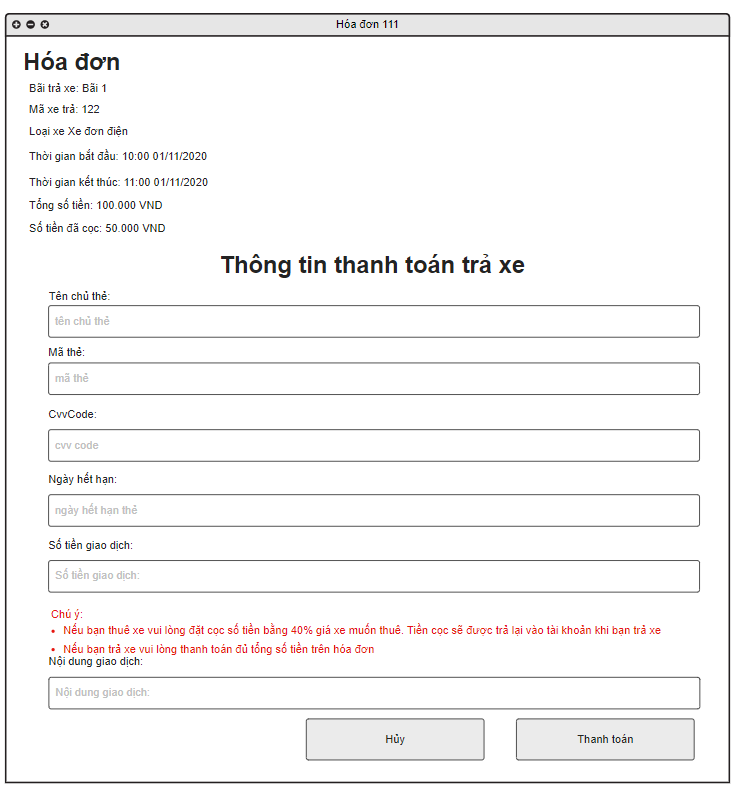 Hóa đơn 111
Hóa đơn
Bãi trả xe: Bãi 1
Mã xe trả: 122
Loại xe Xe đơn điện
Thời gian bắt đầu: 10:00 01/11/2020
Thời gian kết thúc: 11:00 01/11/2020
Tổng số tiền: 100.000 VND
Số tiền đã cọc: 50.000 VND
Thông tin thanh toán trả xe
Tên chủ thẻ:
tên chủ thẻ
Mã thẻ:
mã thẻ
CvvCode:
cvv code
Ngày hết hạn:
ngày hết hạn thẻ
Số tiền giao dịch:
Số tiền giao dịch:
Chú ý:
• Nếu bạn thuê xe vui lòng đặt cọc số tiền bằng 40% giá xe muốn thuê. Tiền cọc sẽ được trả lại vào tài khoản khi bạn trả xe
• Nếu bạn trả xe vui lòng thanh toán đủ tổng số tiền trên hóa đơn
Nội dung giao dịch:
Nội dung giao dịch:
Hủy
Thanh toán